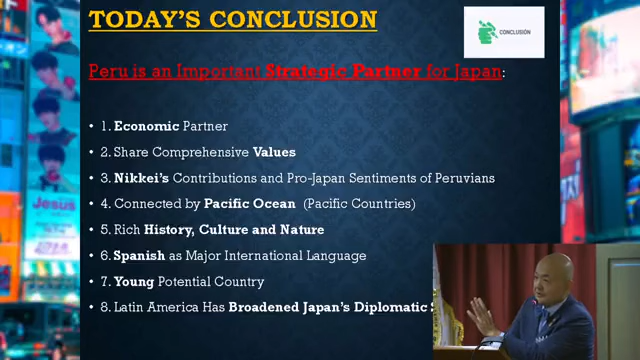 TODAY'S CONCLUSION
CONCLUSIÓN
Peru is an Important Strategic Partner for Japan:
• 1. Economic Partner
• 2. Share Comprehensive Values
• 3. Nikkei's Contributions and Pro-Japan Sentiments of Peruvians
• 4. Connected by Pacific Ocean (Pacific Countries)
• 5. Rich History, Culture and Nature
• 6. Spanish as Major International Language
• 7. Young Potential Country
• 8. Latin America Has Broadened Japan's Diplomatic
Jesus